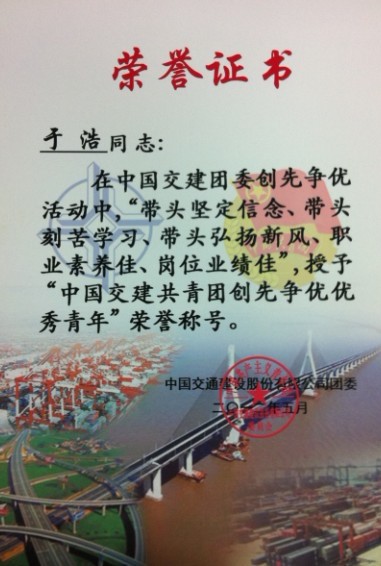 荣誉证书
于浩同志:
在中国交建团委创先争优
活动中,“带头坚定信念、带头
刻苦学习、带头弘扬新风、职
业素养佳、岗位业绩佳”,授予
“中国交建共青团创先争优优
秀青年”荣誉称号。
中国交通建设股份有限公司团委
二〇一 年五月